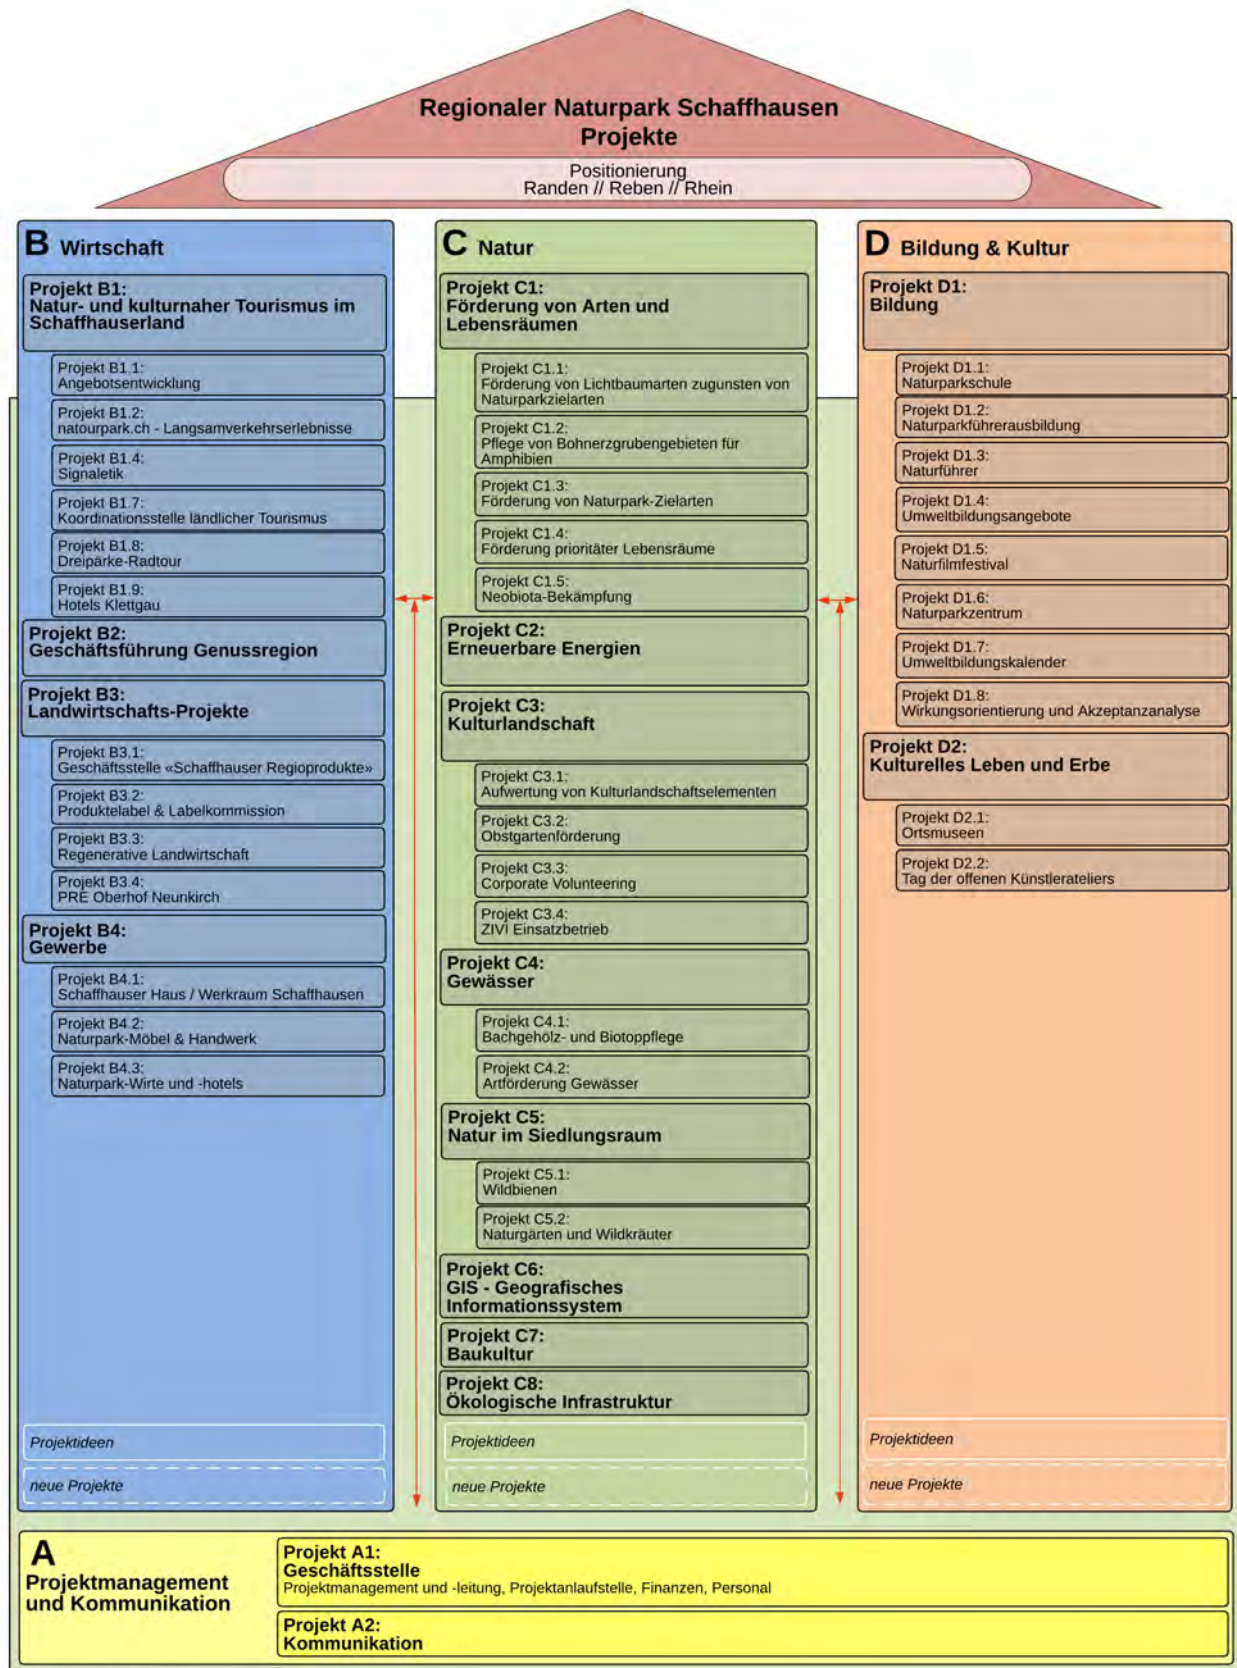 Regionaler Naturpark Schaffhausen
Projekte
Positionierung
Randen // Reben // Rhein
B Wirtschaft
Projekt B1:
Natur- und kulturnaher Tourismus im
Schaffhauserland
Projekt B1.1:
Angebotsentwicklung
Projekt B1.2:
natourpark.ch - Langsamverkehrserlebnisse
Projekt B1.4:
Signaletik
Projekt B1.7:
Koordinationsstelle ländlicher Tourismus
Projekt B1.8:
Dreipärke-Radtour
Projekt B1.9:
Hotels Klettgau
Projekt B2:
Geschäftsführung Genussregion
Projekt B3:
Landwirtschafts-Projekte
Projekt B3.1:
Geschäftsstelle «Schaffhauser Regioprodukte»
Projekt B3.2:
Produktelabel & Labelkommission
Projekt B3.3:
Regenerative Landwirtschaft
Projekt B3.4:
PRE Oberhof Neunkirch
Projekt B4:
Gewerbe
Projekt B4.1:
Schaffhauser Haus / Werkraum Schaffhausen
Projekt B4.2:
Naturpark-Möbel & Handwerk
Projekt B4.3:
Naturpark-Wirte und -hotels
Projektideen
neue Projekte
C Natur
Projekt C1:
Förderung von Arten und
Lebensräumen
Projekt C1.1:
Förderung von Lichtbaumarten zugunsten von
Naturparkzielarten
Projekt C1.2:
Pflege von Bohnerzgrubengebieten für
Amphibien
Projekt C1.3:
Förderung von Naturpark-Zielarten
Projekt C1.4:
Förderung prioritäter Lebensräume
Projekt C1.5:
Neobiota-Bekämpfung
Projekt C2:
Erneuerbare Energien
Projekt C3:
Kulturlandschaft
Projekt C3.1:
Aufwertung von Kulturlandschaftselementen
Projekt C3.2:
Obstgartenförderung
Projekt C3.3:
Corporate Volunteering
Projekt C3.4:
ZIVI Einsatzbetrieb
Projekt C4:
Gewässer
Projekt C4.1:
Bachgehölz- und Biotoppflege
Projekt C4.2:
Artförderung Gewässer
Projekt C5:
Natur im Siedlungsraum
Projekt C5.1:
Wildbienen
Projekt C5.2:
Naturgärten und Wildkräuter
Projekt C6:
GIS - Geografisches
Informationssystem
Projekt C7:
Baukultur
Projekt C8:
Ökologische Infrastruktur
Projektideen
neue Projekte
D Bildung & Kultur
Projekt D1:
Bildung
Projekt D1.1:
Naturparkschule
Projekt D1.2:
Naturparkführerausbildung
Projekt D1.3:
Naturführer
Projekt D1.4:
Umweltbildungsangebote
Projekt D1.5:
Naturfilmfestival
Projekt D1.6:
Naturparkzentrum
Projekt D1.7:
Umweltbildungskalender
Projekt D1.8:
Wirkungsorientierung und Akzeptanzanalyse
Projekt D2:
Kulturelles Leben und Erbe
Projekt D2.1:
Ortsmuseen
Projekt D2.2:
Tag der offenen Künstlerateliers
Projektideen
neue Projekte
A
Projektmanagement
und Kommunikation
Projekt A1:
Geschäftsstelle
Projektmanagement und -leitung, Projektanlaufstelle, Finanzen, Personal
Projekt A2:
Kommunikation